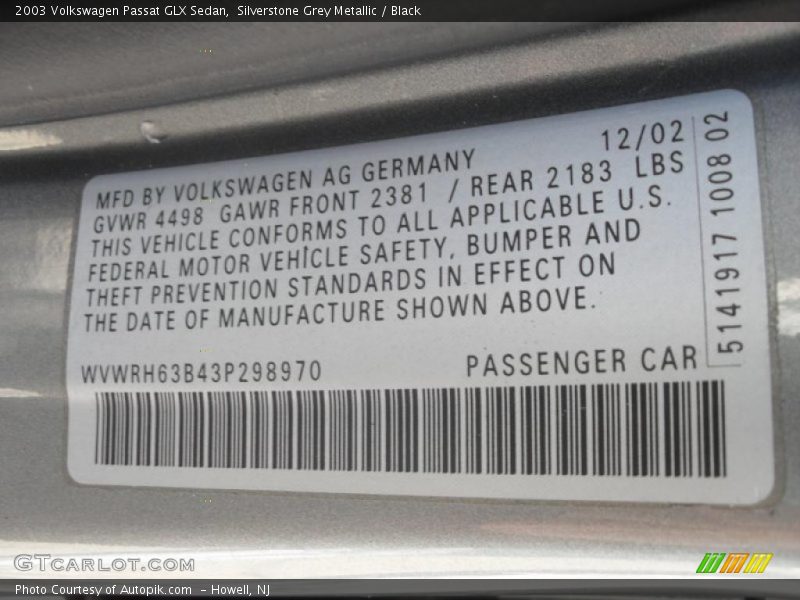 2003 Volkswagen Passat GLX Sedan,  Silverstone Grey Metallic / Black
12/02
MFD BY VOLKSWAGEN AG GERMANY
GVWR 4498 GAWR FRONT 2381 / REAR 2183 LBS
THIS VEHICLE CONFORMS TO ALL APPLICABLE U.S.
FEDERAL MOTOR VEHICLE SAFETY, BUMPER AND
THEFT PREVENTION STANDARDS IN EFFECT ON
THE DATE OF MANUFACTURE SHOWN ABOVE.
5141917 1008 02
WVWRH63B43P298970 PASSENGER CAR
GTCARLOT.COM
Photo Courtesy of Autopik.com  – Howell, NJ